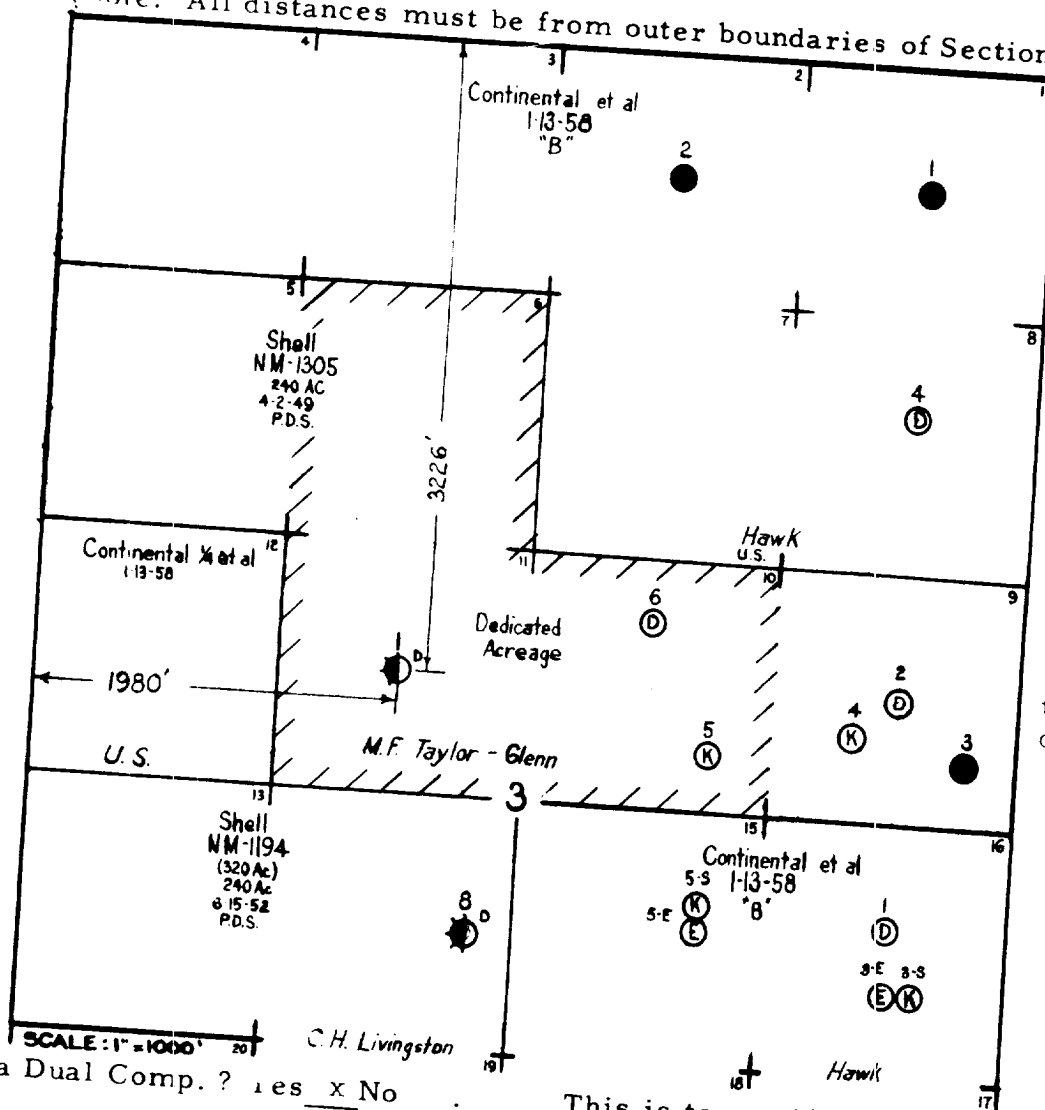 All distances must be from outer boundaries of Section
4
3
2
1
Continental et al
1-13-58
"B"
2
1
5
6
7
8
Shell
NM-1305
240 AC
4-2-49
P.D.S.
4
D
3226'
12
Continental ¼ et al
1-13-58
11
Hawk
U.S.
10
9
6
D
Dedicated
Acreage
D
1980'
2
D
4
K
3
5
K
U.S.
M.F. Taylor - Glenn
13
3
15
16
Shell
NM-1194
(320 Ac)
240 Ac
6-15-52
P.D.S.
Continental et al
1-13-58
"B"
5-S
K
5-E
E
8
D
1
D
3-E 3-S
E K
SCALE: 1" = 1000'
20
C.H. Livingston
19
18
Hawk
17
a Dual Comp. ? Yes X No
This is to